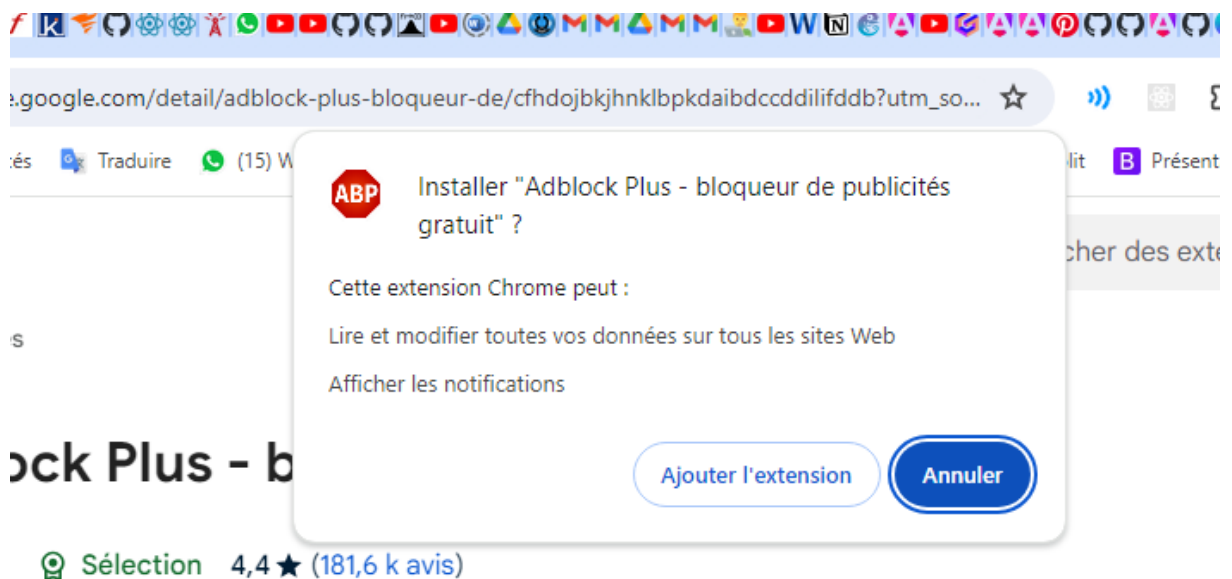 e.google.com/detail/adblock-plus-bloqueur-de/cfhdojbkjhnklbpkdaibdccddilifddb?utm_so...
tés Traduire (15) W lit B Présent
ABP
Installer "Adblock Plus - bloqueur de publicités
gratuit" ?
cher des exte
Cette extension Chrome peut :
Lire et modifier toutes vos données sur tous les sites Web
es
Afficher les notifications
ock Plus - b
Ajouter l'extension Annuler
Sélection 4,4 ★ (181,6 k avis)